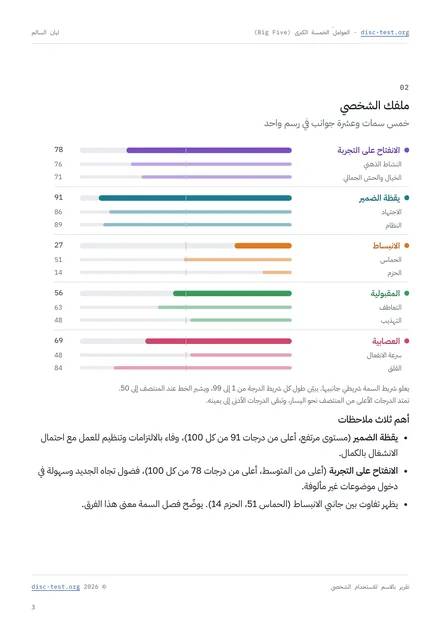 disc-test.org · العوامل الخمسة الكبرى (Big Five)
ليان السالم
02
ملفك الشخصي
خمس سمات وعشرة جوانب في رسم واحد
الانفتاح على التجربة 78
النشاط الذهني 76
الخيال والحسّ الجمالي 71
يقظة الضمير 91
الاجتهاد 86
النظام 89
الانبساط 27
الحماس 51
الحزم 14
المقبولية 56
التعاطف 63
التهذيب 48
العصابية 69
سرعة الانفعال 48
القلق 84
يعلو شريط السمة شريطَي جانبيها. يبيّن طول كل شريط الدرجة من 1 إلى 99، ويشير الخط عند المنتصف إلى 50.
تمتد الدرجات الأعلى من المنتصف نحو اليسار، وتبقى الدرجات الأدنى إلى يمينه.
أهم ثلاث ملاحظات
• يقظة الضمير (مستوى مرتفع، أعلى من درجات 91 من كل 100)، وفاء بالالتزامات وتنظيم للعمل مع احتمال
الانشغال بالكمال.
• الانفتاح على التجربة (أعلى من المتوسط، أعلى من درجات 78 من كل 100)، فضول تجاه الجديد وسهولة في
دخول موضوعات غير مألوفة.
• يظهر تفاوت بين جانبي الانبساط (الحماس 51، الحزم 14). يوضّح فصل السمة معنى هذا الفرق.
تقرير بالاسم للاستخدام الشخصي
disc-test.org 2026 ©
3